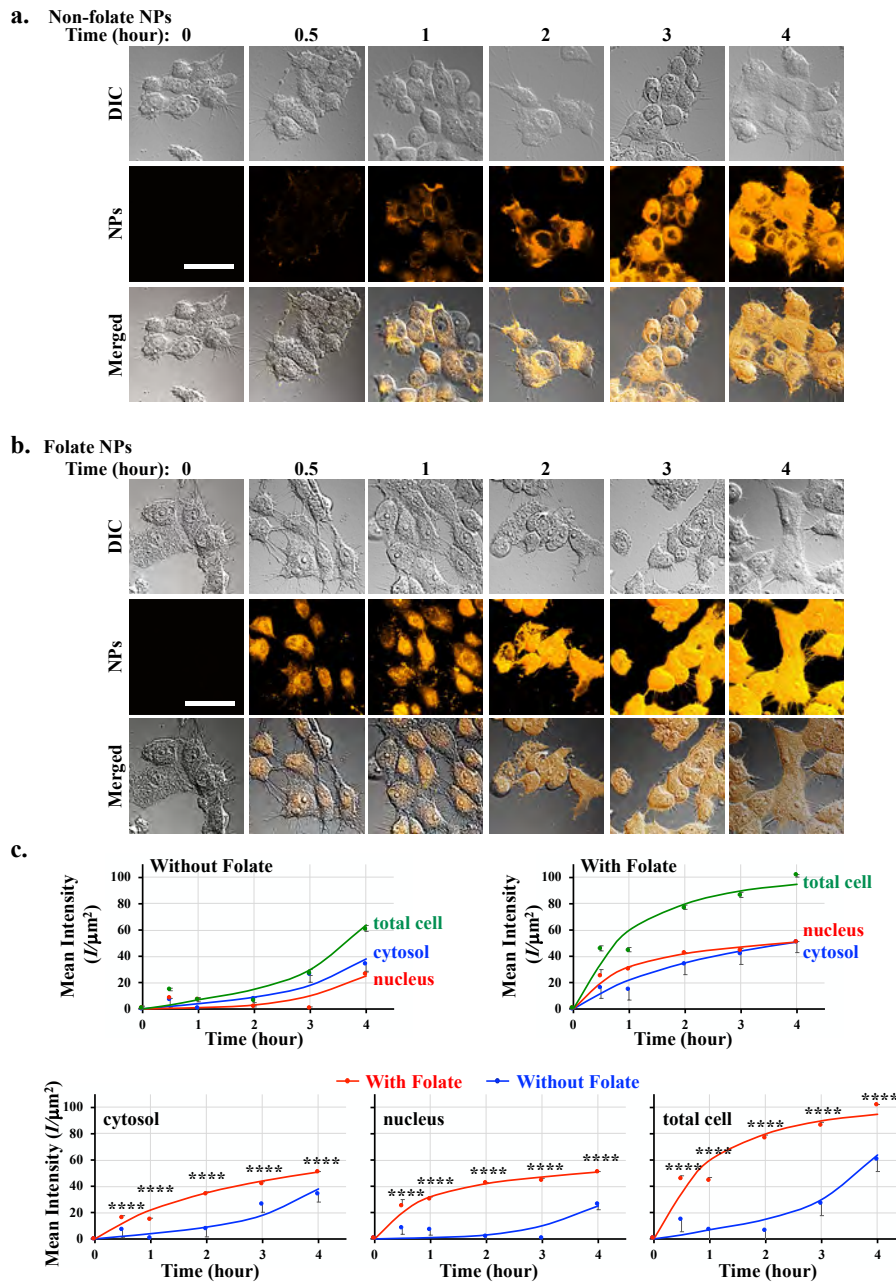 a. Non-folate NPs
Time (hour): 0 0.5 1 2 3 4
DIC
NPs
Merged
b. Folate NPs
Time (hour): 0 0.5 1 2 3 4
DIC
NPs
Merged
c.
Without Folate
Mean Intensity
(I/μm²)
100
80
60
40
20
0
total cell
cytosol
nucleus
0 1 2 3 4
Time (hour)
With Folate
Mean Intensity
(I/μm²)
100
80
60
40
20
0
total cell
nucleus
cytosol
0 1 2 3 4
Time (hour)
With Folate Without Folate
Mean Intensity (I/μm²)
100
80
60
40
20
0
cytosol
**** **** **** **** ****
0 1 2 3 4
Time (hour)
nucleus
**** **** **** **** ****
0 1 2 3 4
Time (hour)
total cell
**** **** **** **** ****
0 1 2 3 4
Time (hour)